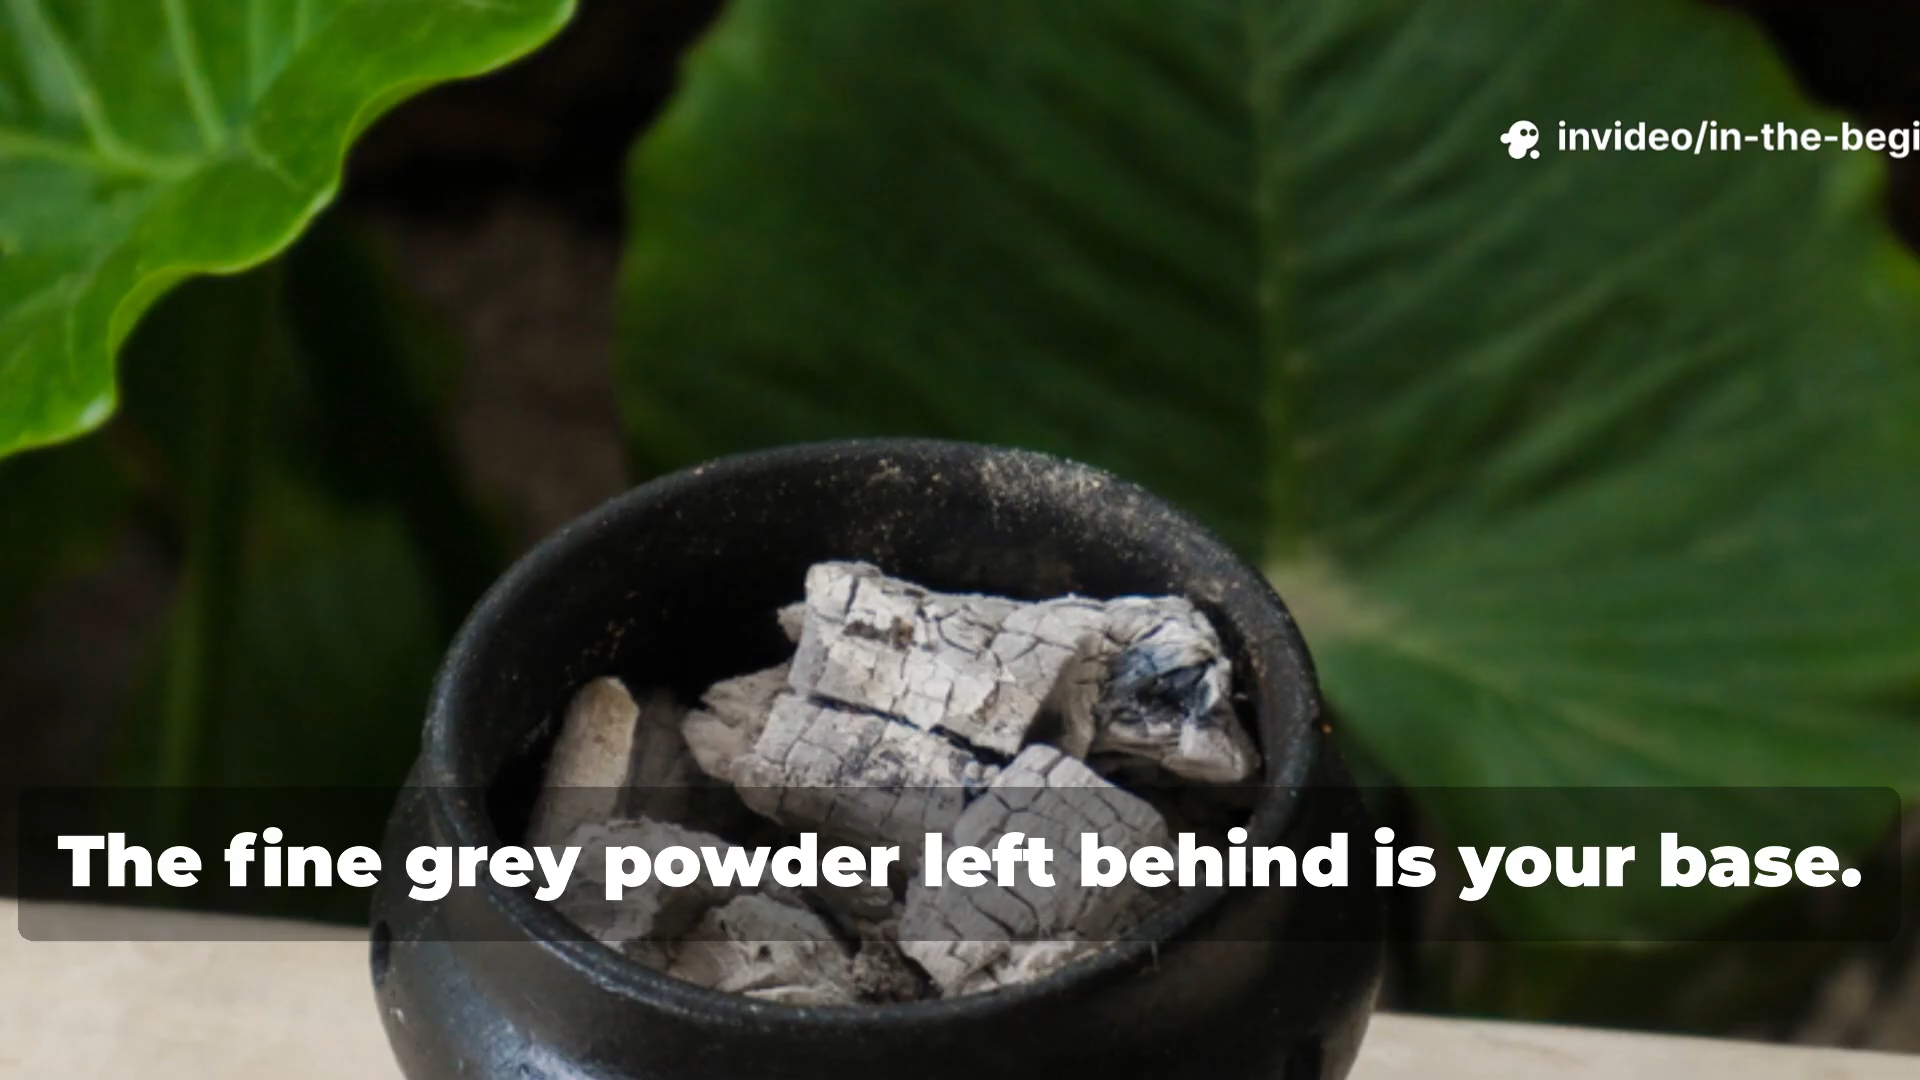 invideo/in-the-begi
The fine grey powder left behind is your base.